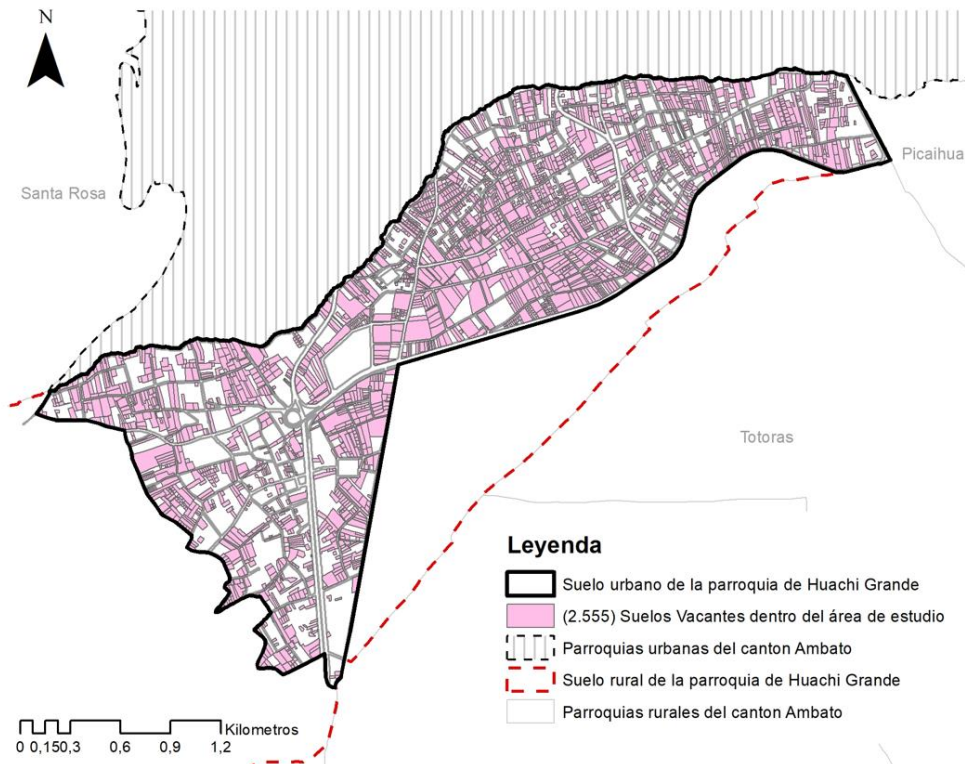 N
Picaihua
Santa Rosa
Totoras
Leyenda
Suelo urbano de la parroquia de Huachi Grande
(2.555) Suelos Vacantes dentro del área de estudio
Parroquias urbanas del canton Ambato
Suelo rural de la parroquia de Huachi Grande
Parroquias rurales del canton Ambato
Kilometros
0 0,150,3 0,6 0,9 1,2